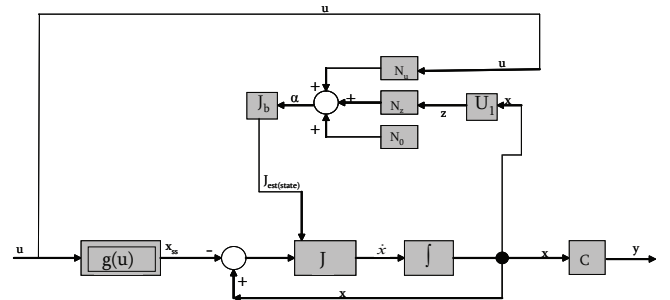 u
N_u
u
+
+
α
J_b
N_z
z
U_1
x
+
N_0
J_est(state)
u
g(u)
x_ss
-
+
J
ẋ
∫
x
C
y
x